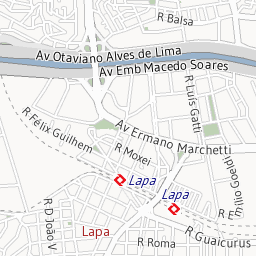 R Balsa
Av Otaviano Alves de Lima
Av Emb Macedo Soares
R Luis Gatti
R Félix Guilhem
Av Ermano Marchetti
R Moxei
Lapa
Lapa
R D João V
Lapa
R Roma
R Guaicurus
R E